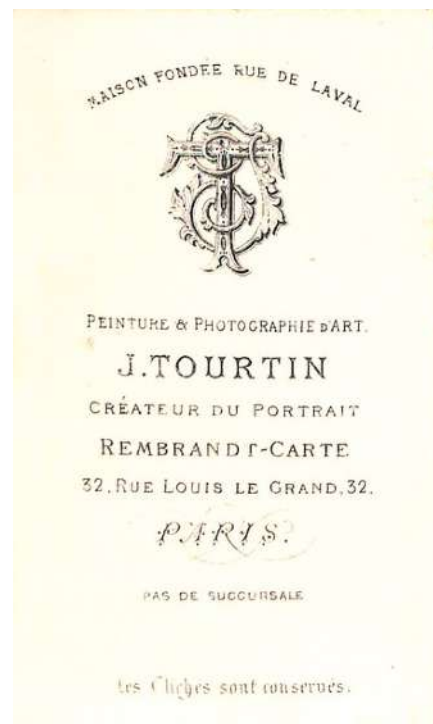 MAISON FONDÉE RUE DE LAVAL
JT
PEINTURE & PHOTOGRAPHIE D'ART.
J. TOURTIN
CRÉATEUR DU PORTRAIT
REMBRANDT-CARTE
32, RUE LOUIS LE GRAND, 32.
PARIS.
PAS DE SUCCURSALE
Les Clichés sont conservés.